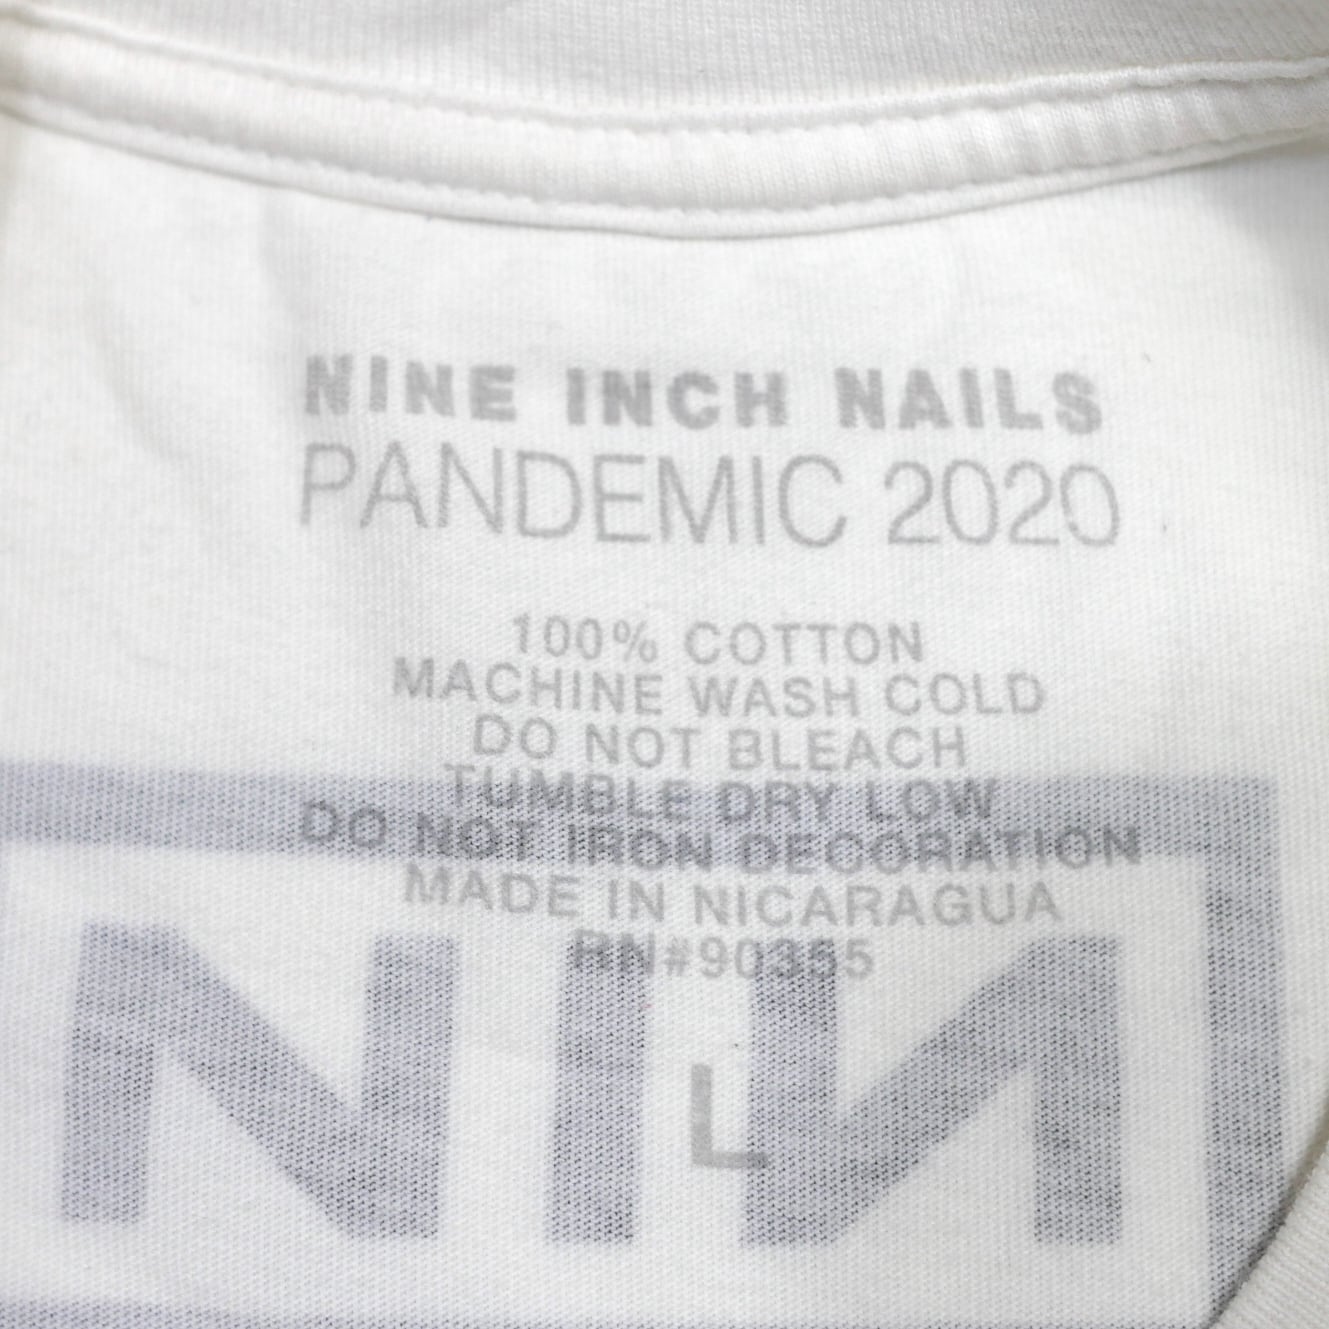 NINE INCH NAILS
PANDEMIC 2020
100% COTTON
MACHINE WASH COLD
DO NOT BLEACH
TUMBLE DRY LOW
DO NOT IRON DECORATION
MADE IN NICARAGUA
RN#90355
NIN
L